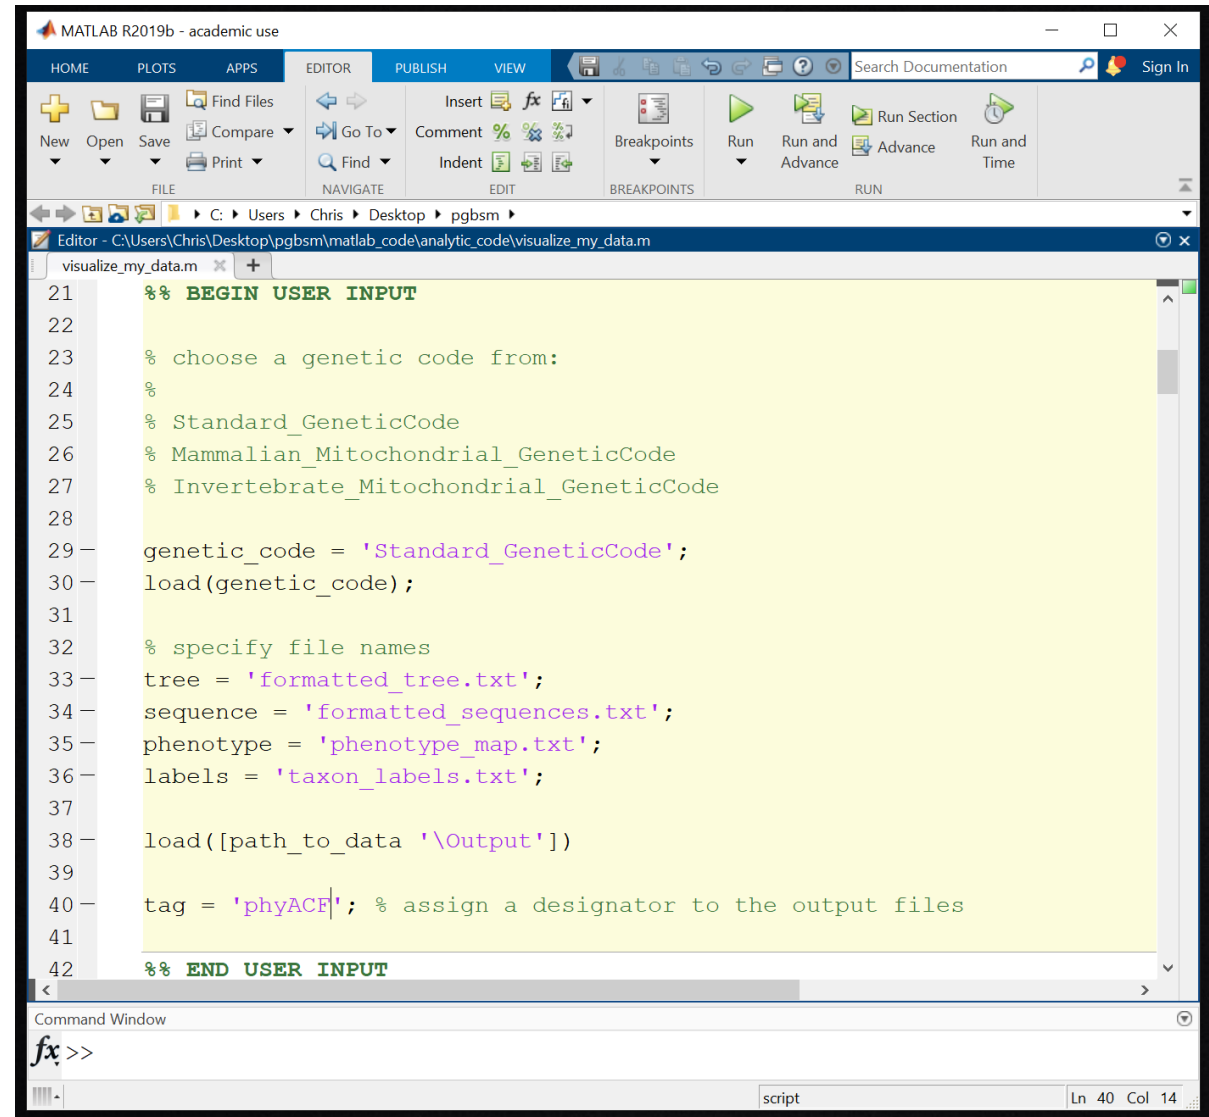 MATLAB R2019b - academic use
HOME PLOTS APPS EDITOR PUBLISH VIEW Search Documentation Sign In
New Open Save Find Files Compare Print FILE
Go To Find NAVIGATE
Insert fx Comment Indent EDIT
Breakpoints BREAKPOINTS
Run Run and Advance Run Section Advance Run and Time RUN
C: Users Chris Desktop pgbsm
Editor - C:\Users\Chris\Desktop\pgbsm\matlab_code\analytic_code\visualize_my_data.m
visualize_my_data.m +
21 %% BEGIN USER INPUT
22
23 % choose a genetic code from:
24 %
25 % Standard_GeneticCode
26 % Mammalian_Mitochondrial_GeneticCode
27 % Invertebrate_Mitochondrial_GeneticCode
28
29 — genetic_code = 'Standard_GeneticCode';
30 — load(genetic_code);
31
32 % specify file names
33 — tree = 'formatted_tree.txt';
34 — sequence = 'formatted_sequences.txt';
35 — phenotype = 'phenotype_map.txt';
36 — labels = 'taxon_labels.txt';
37
38 — load([path_to_data '\Output'])
39
40 — tag = 'phyACF'; % assign a designator to the output files
41
42 %% END USER INPUT
Command Window
fx >>
script Ln 40 Col 14